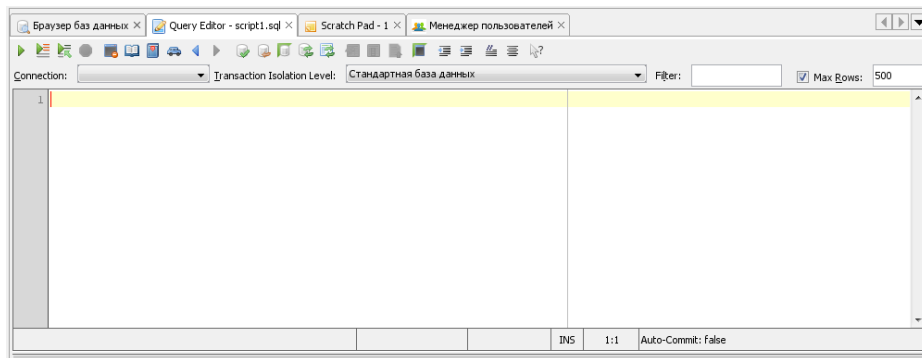 Браузер баз данных Query Editor - script1.sql Scratch Pad - 1 Менеджер пользователей
Connection: Transaction Isolation Level: Стандартная база данных Filter: Max Rows: 500
1
INS 1:1 Auto-Commit: false